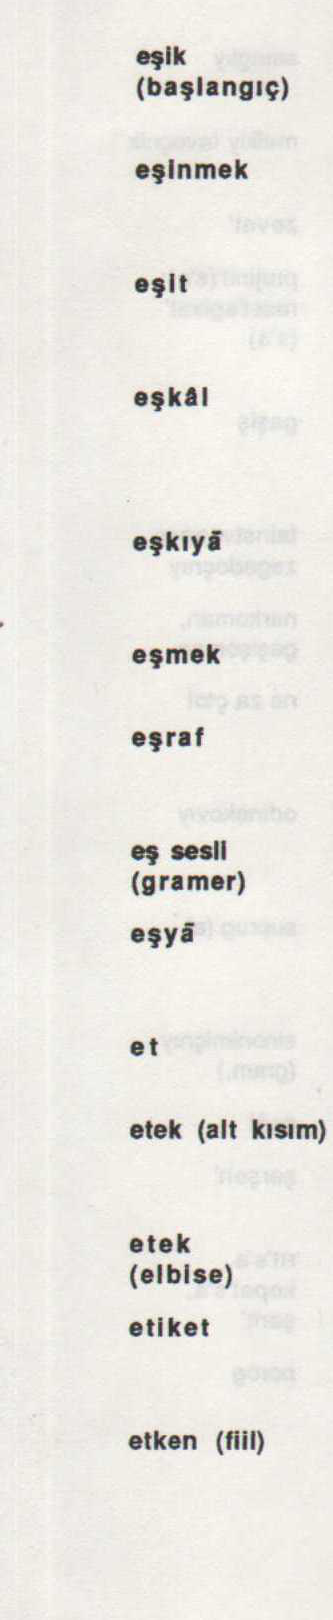 eşik
(başlangıç)
eşinmek
eşit
eşkâl
eşkıyā
eşmek
eşraf
eş sesli
(gramer)
eşyā
et
etek (alt kısım)
etek
(elbise)
etiket
etken (fiil)